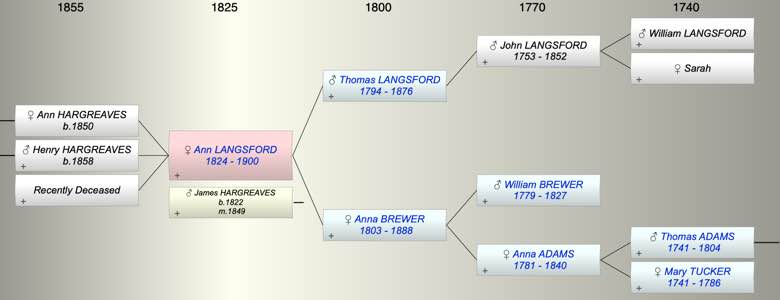 1855 1825 1800 1770 1740
♂ William LANGSFORD
+
♂ John LANGSFORD
1753 - 1852
+
♀ Sarah
+
♂ Thomas LANGSFORD
1794 - 1876
+
♀ Ann HARGREAVES
b.1850
+
♂ Henry HARGREAVES
b.1858
+
Recently Deceased
+
♀ Ann LANGSFORD
1824 - 1900
+
♂ James HARGREAVES
b.1822
m.1849
+
♂ William BREWER
1779 - 1827
+
♀ Anna BREWER
1803 - 1888
+
♀ Anna ADAMS
1781 - 1840
+
♂ Thomas ADAMS
1741 - 1804
+
♀ Mary TUCKER
1741 - 1786
+